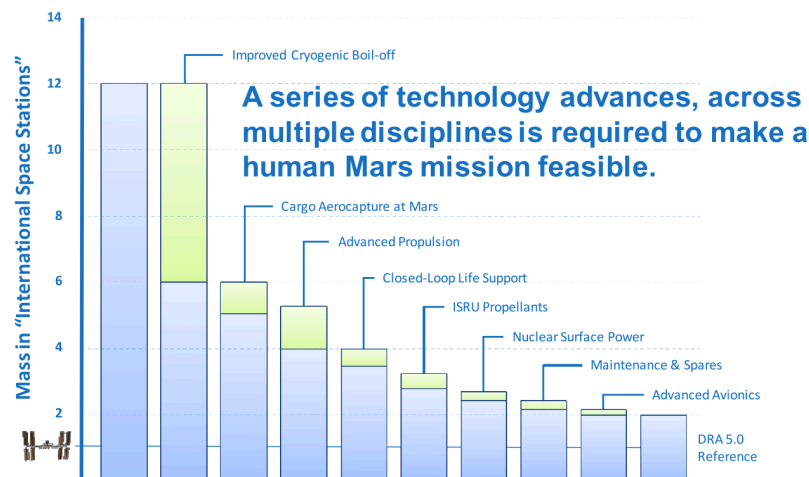 14
12
10
8
6
4
2
Mass in “International Space Stations”
Improved Cryogenic Boil-off
A series of technology advances, across
multiple disciplines is required to make a
human Mars mission feasible.
Cargo Aerocapture at Mars
Advanced Propulsion
Closed-Loop Life Support
ISRU Propellants
Nuclear Surface Power
Maintenance & Spares
Advanced Avionics
DRA 5.0
Reference